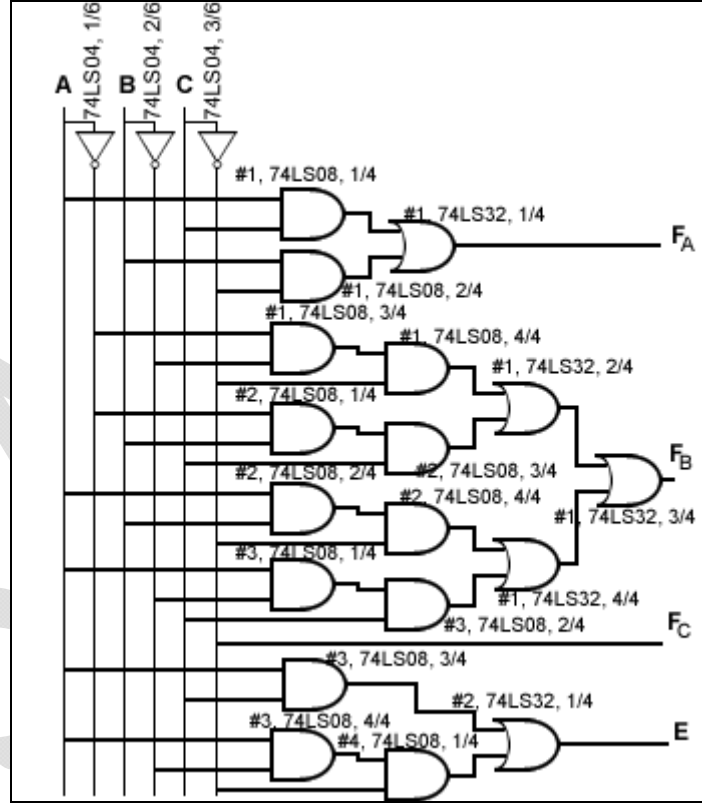 A
74LS04, 1/6
B
74LS04, 2/6
C
74LS04, 3/6
#1, 74LS08, 1/4
#1, 74LS32, 1/4
FA
#1, 74LS08, 2/4
#1, 74LS08, 3/4
#1, 74LS08, 4/4
#1, 74LS32, 2/4
#2, 74LS08, 1/4
FB
#2, 74LS08, 2/4
#2, 74LS08, 3/4
#2, 74LS08, 4/4
#1, 74LS32, 3/4
#3, 74LS08, 1/4
#1, 74LS32, 4/4
#3, 74LS08, 2/4
FC
#3, 74LS08, 3/4
#2, 74LS32, 1/4
#3, 74LS08, 4/4
#4, 74LS08, 1/4
E